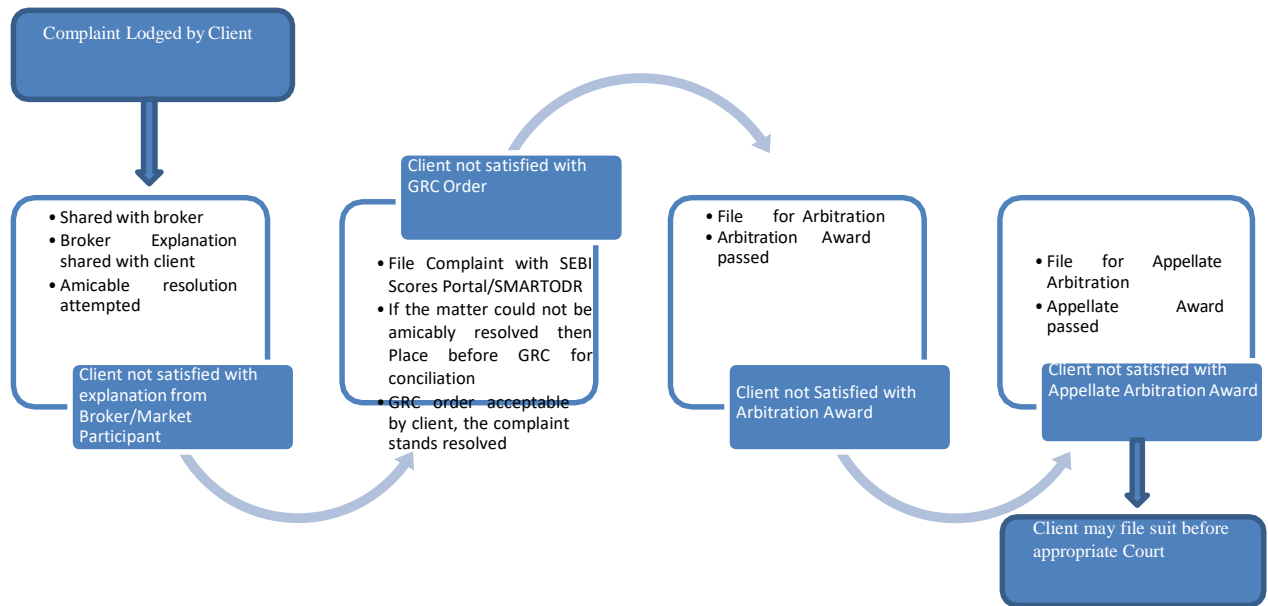 Complaint Lodged by Client
• Shared with broker
• Broker Explanation
shared with client
• Amicable resolution
attempted
Client not satisfied with
explanation from
Broker/Market
Participant
Client not satisfied with
GRC Order
• File Complaint with SEBI
Scores Portal/SMARTODR
• If the matter could not be
amicably resolved then
Place before GRC for
conciliation
• GRC order acceptable
by client, the complaint
stands resolved
• File for Arbitration
• Arbitration Award
passed
Client not Satisfied with
Arbitration Award
• File for Appellate
Arbitration
• Appellate Award
passed
Client not satisfied with
Appellate Arbitration Award
Client may file suit before
appropriate Court